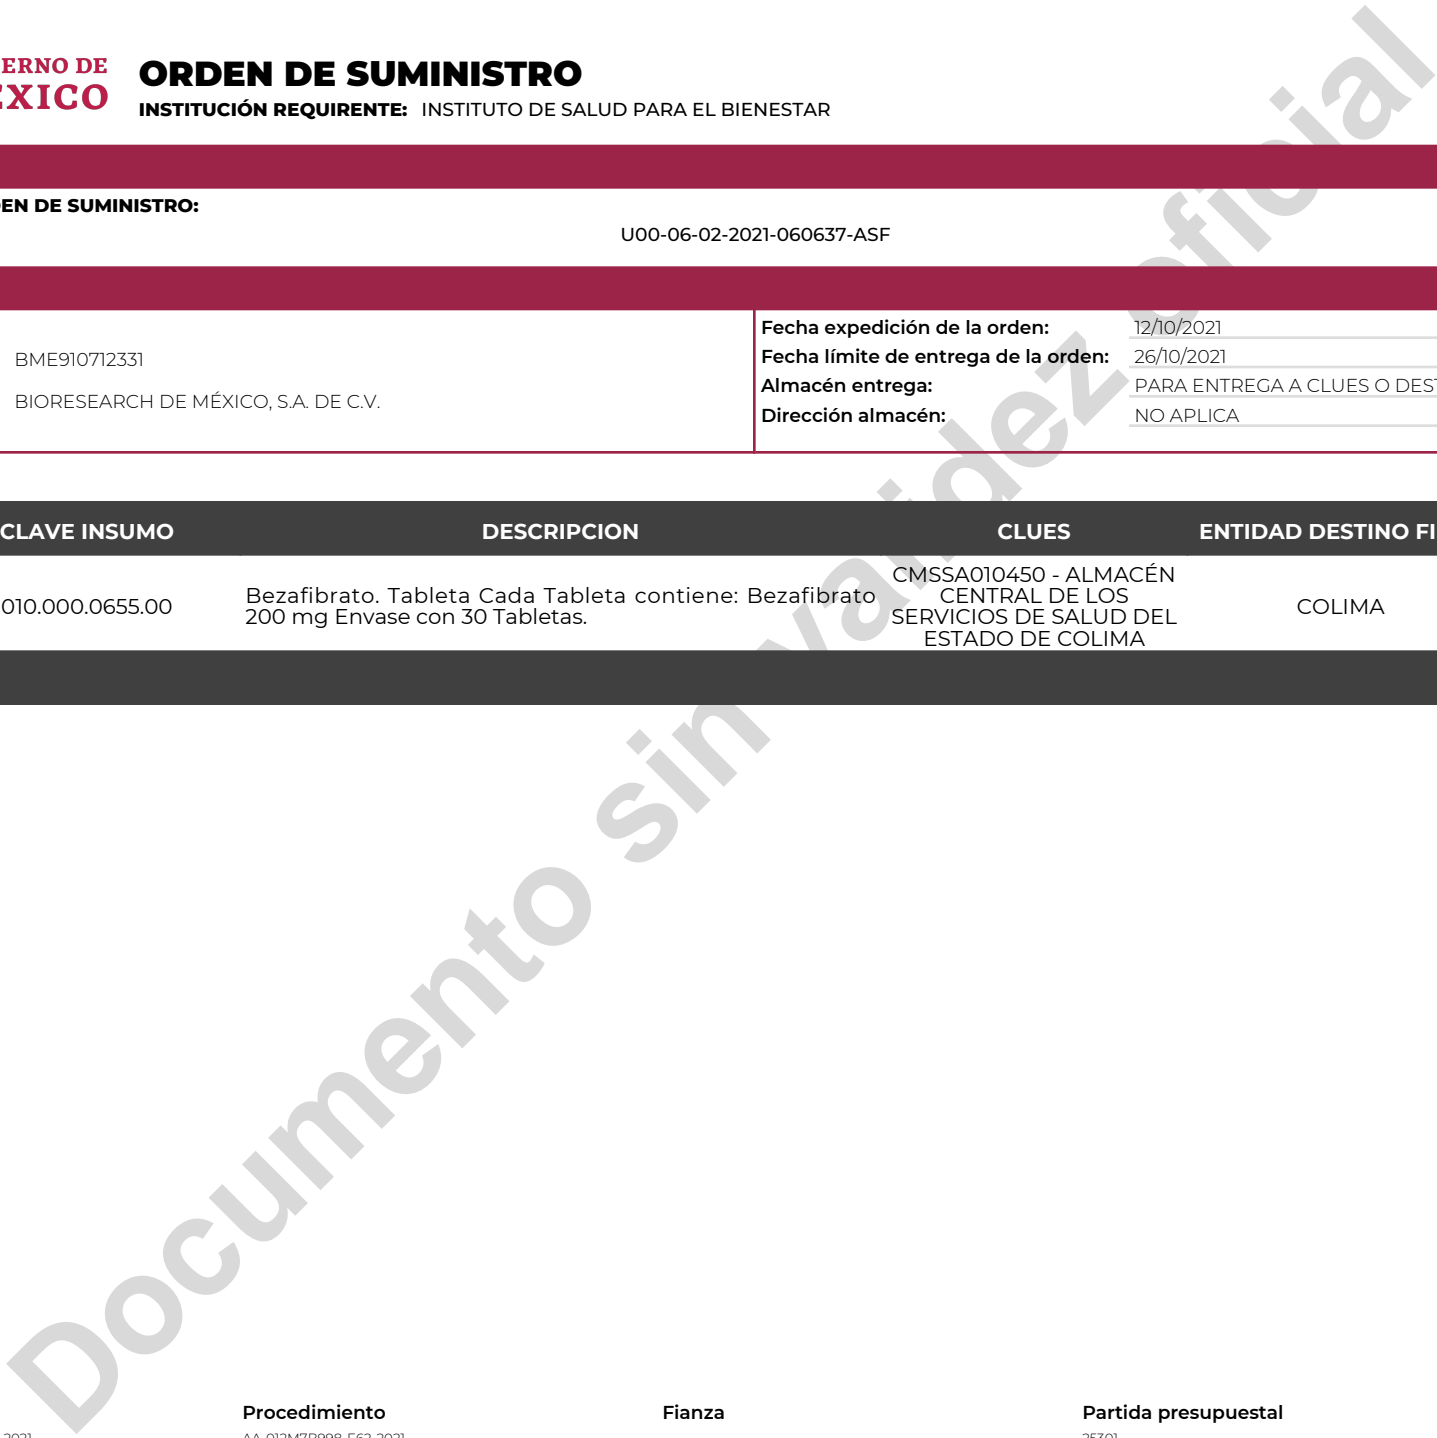 ERNO DE
ÉXICO
ORDEN DE SUMINISTRO
INSTITUCIÓN REQUIRENTE: INSTITUTO DE SALUD PARA EL BIENESTAR
EN DE SUMINISTRO:
U00-06-02-2021-060637-ASF
BME910712331
BIORESEARCH DE MÉXICO, S.A. DE C.V.
Fecha expedición de la orden: 12/10/2021
Fecha límite de entrega de la orden: 26/10/2021
Almacén entrega: PARA ENTREGA A CLUES O DEST
Dirección almacén: NO APLICA
CLAVE INSUMO DESCRIPCION CLUES ENTIDAD DESTINO FI
010.000.0655.00
Bezafibrato. Tableta Cada Tableta contiene: Bezafibrato
200 mg Envase con 30 Tabletas.
CMSSA010450 - ALMACÉN
CENTRAL DE LOS
SERVICIOS DE SALUD DEL
ESTADO DE COLIMA
COLIMA
Documento sin validez oficial
Procedimiento Fianza Partida presupuestal